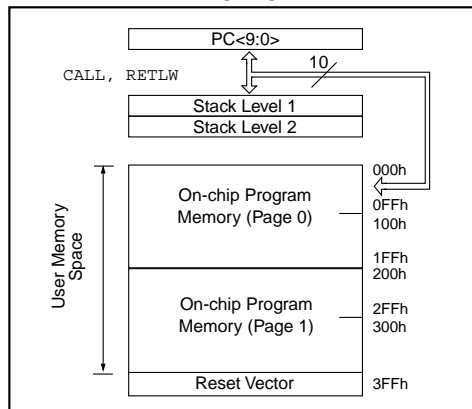 PC<9:0>
10
CALL, RETLW
Stack Level 1
Stack Level 2
000h
On-chip Program
Memory (Page 0)
0FFh
100h
1FFh
200h
User Memory
Space
On-chip Program
Memory (Page 1)
2FFh
300h
Reset Vector
3FFh